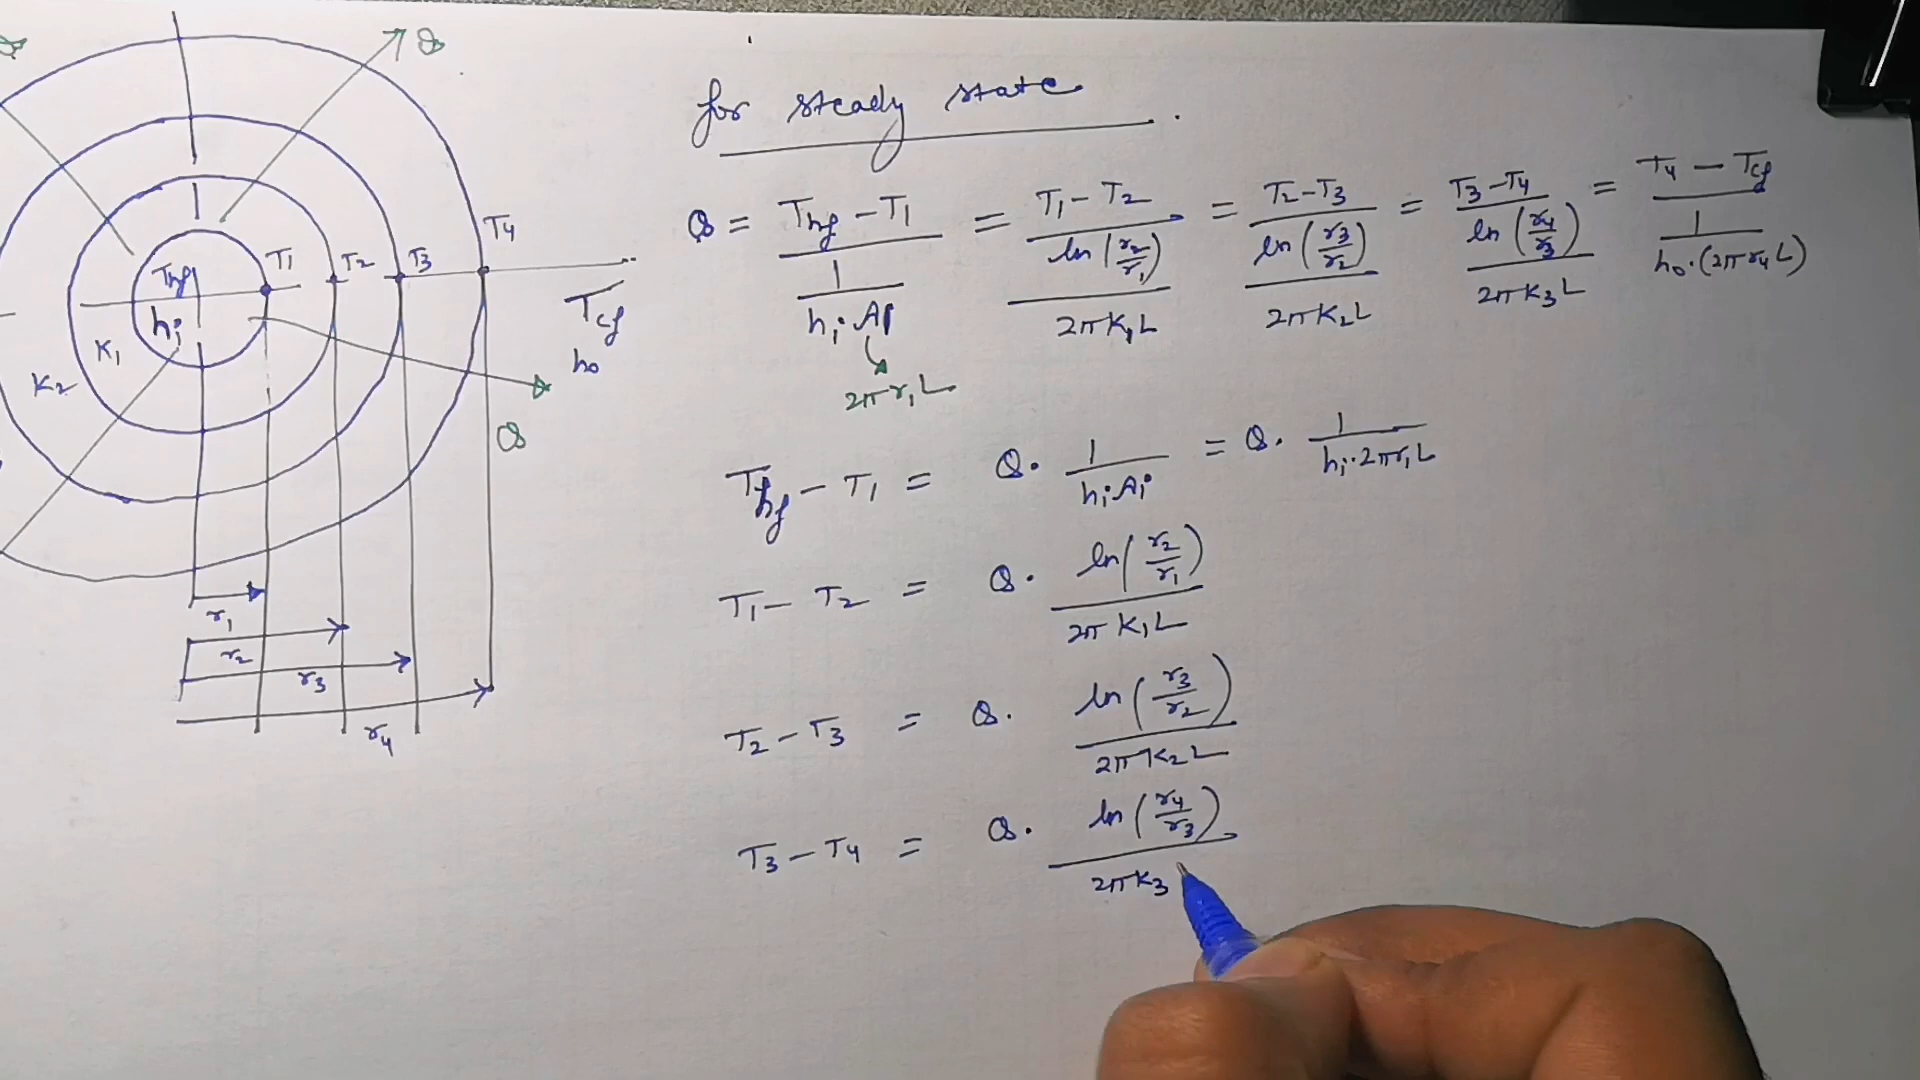 for steady state
Q = (Thf − T1) / (1 / (hi · Ai)) = (T1 − T2) / (ln(r2/r1) / 2πK1L) = (T2 − T3) / (ln(r3/r2) / 2πK2L) = (T3 − T4) / (ln(r4/r3) / 2πK3L) = (T4 − Tcf) / (1 / (ho · (2πr4L)))
2πr1L
Thf − T1 = Q · 1 / (hi Ai) = Q · 1 / (hi · 2πr1L)
T1 − T2 = Q · ln(r2/r1) / 2πK1L
T2 − T3 = Q · ln(r3/r2) / 2πK2L
T3 − T4 = Q · ln(r4/r3) / 2πK3
Q
T4
Thf T1 T2 T3
hi
Tcf
ho
K1
K2
Q
r1
r2
r3
r4